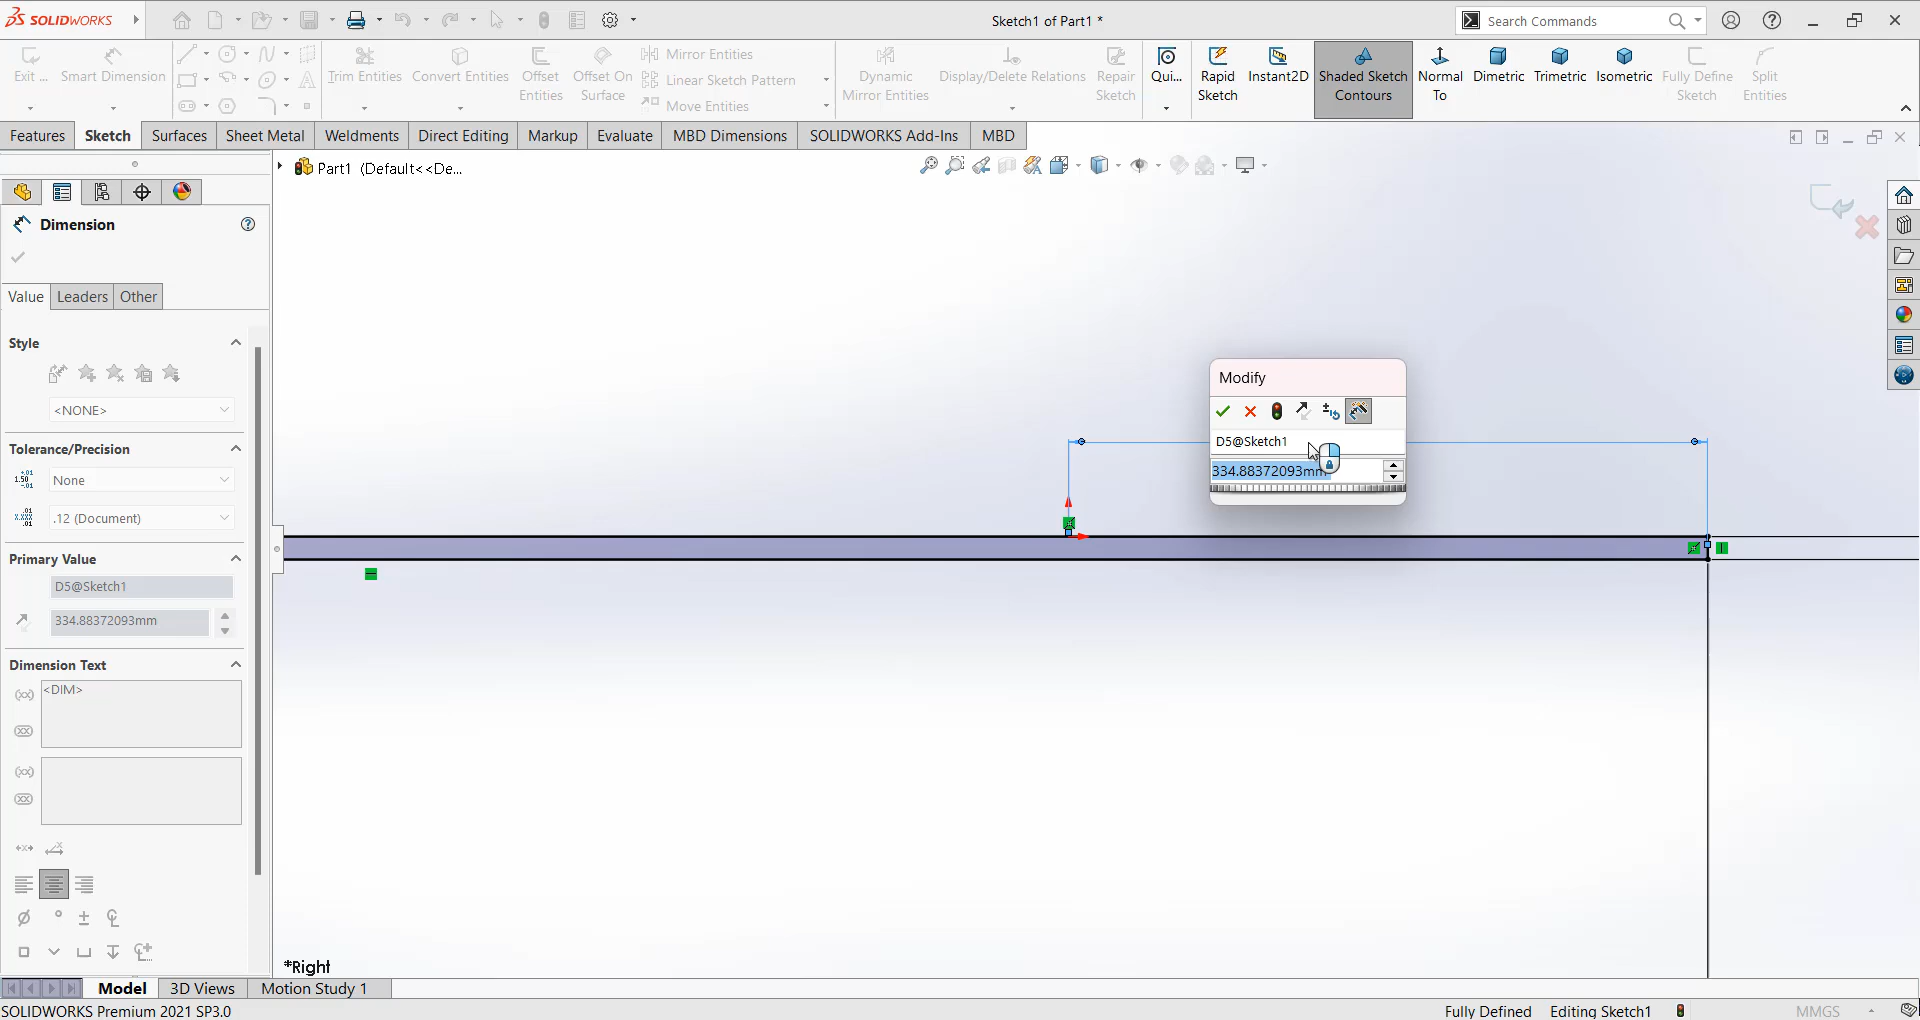 SOLIDWORKS
Sketch1 of Part1 *
Search Commands
Exit ...
Smart Dimension
Trim Entities
Convert Entities
Offset Entities
Offset On Surface
Mirror Entities
Linear Sketch Pattern
Move Entities
Dynamic Mirror Entities
Display/Delete Relations
Repair Sketch
Qui...
Rapid Sketch
Instant2D
Shaded Sketch Contours
Normal To
Dimetric
Trimetric
Isometric
Fully Define Sketch
Split Entities
Features
Sketch
Surfaces
Sheet Metal
Weldments
Direct Editing
Markup
Evaluate
MBD Dimensions
SOLIDWORKS Add-Ins
MBD
Part1 (Default<<De...
Dimension
Value
Leaders
Other
Style
<NONE>
Tolerance/Precision
None
.12 (Document)
Primary Value
D5@Sketch1
334.88372093mm
Dimension Text
<DIM>
Modify
D5@Sketch1
334.88372093mm
*Right
Model
3D Views
Motion Study 1
SOLIDWORKS Premium 2021 SP3.0
Fully Defined
Editing Sketch1
MMGS